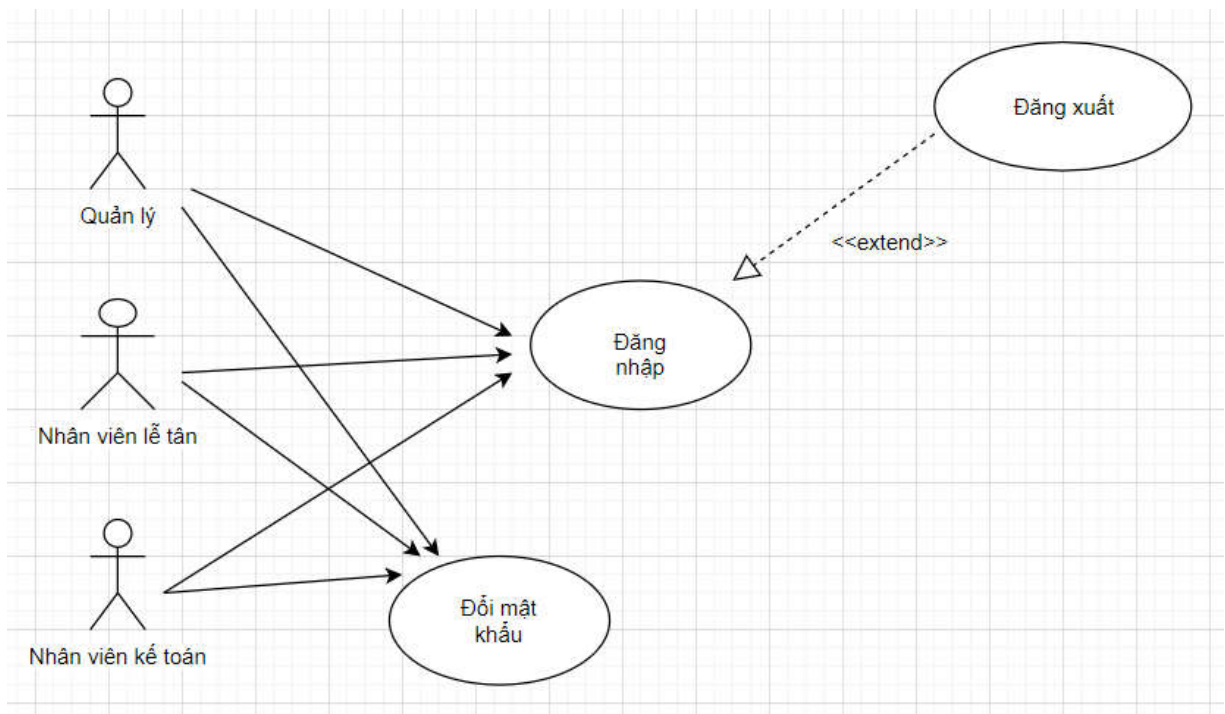 Đăng xuất
Quản lý
<<extend>>
Đăng
nhập
Nhân viên lễ tân
Đổi mật
khẩu
Nhân viên kế toán